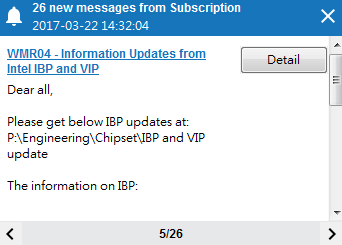 26 new messages from Subscription
2017-03-22 14:32:04
WMR04 - Information Updates from
Intel IBP and VIP
Detail
Dear all,
Please get below IBP updates at:
P:\Engineering\Chipset\IBP and VIP
update
The information on IBP:
5/26